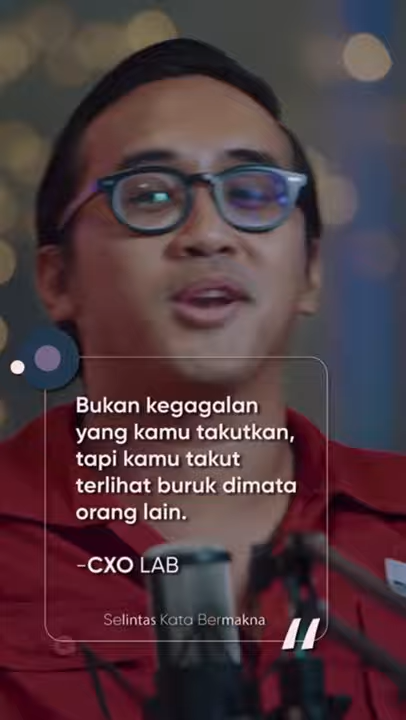 Bukan kegagalan
yang kamu takutkan,
tapi kamu takut
terlihat buruk dimata
orang lain.
-CXO LAB
Selintas Kata Bermakna